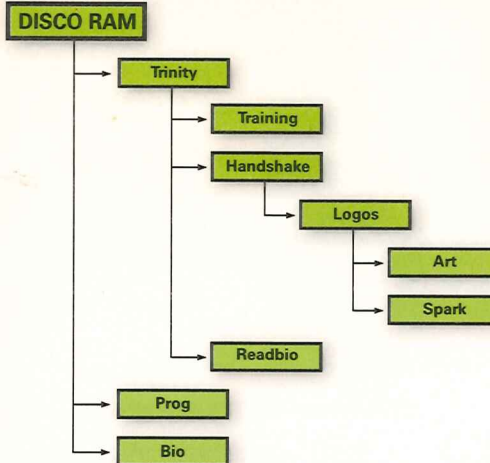 DISCO RAM
Trinity
Training
Handshake
Logos
Art
Spark
Readbio
Prog
Bio